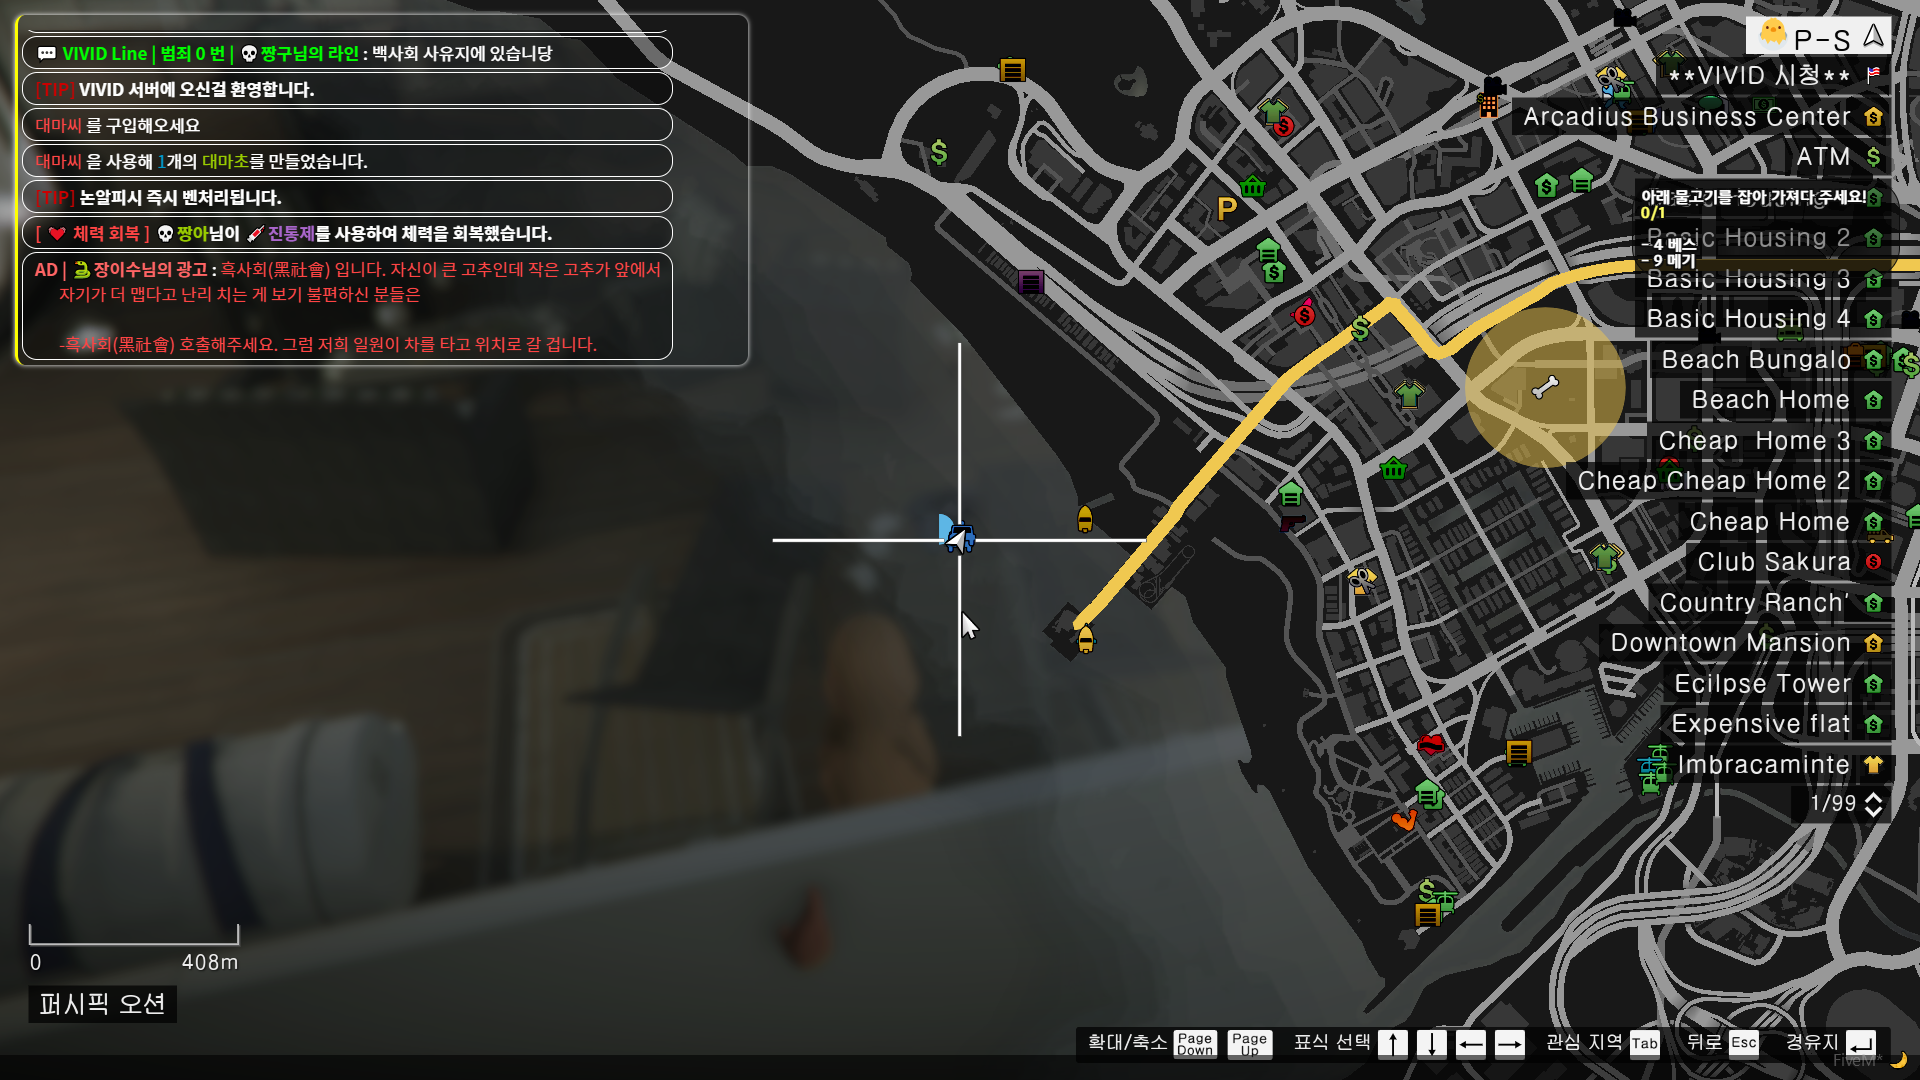 VIVID Line | 범죄 0 번 | 짱구님의 라인 : 백사회 사유지에 있습니당
[TIP] VIVID 서버에 오신걸 환영합니다.
대마씨 를 구입해오세요
대마씨 을 사용해 1개의 대마초를 만들었습니다.
[TIP] 논알피시 즉시 벤처리됩니다.
[ 체력 회복 ] 짱아님이 진통제를 사용하여 체력을 회복했습니다.
AD | 장이수님의 광고 : 흑사회(黑社會) 입니다. 자신이 큰 고추인데 작은 고추가 앞에서
자기가 더 맵다고 난리 치는 게 보기 불편하신 분들은
-흑사회(黑社會) 호출해주세요. 그럼 저희 일원이 차를 타고 위치로 갈 겁니다.
P-S
**VIVID 시청**
Arcadius Business Center
ATM
아래 물고기를 잡아 가져다 주세요!
0/1
Basic Housing 2
- 4 베스
- 9 메기
Basic Housing 3
Basic Housing 4
Beach Bungalo
Beach Home
Cheap Home 3
Cheap Cheap Home 2
Cheap Home
Club Sakura
Country Ranch'
Downtown Mansion
Ecilpse Tower
Expensive flat
Imbracaminte
1/99
P
0 408m
퍼시픽 오션
확대/축소 Page Down Page Up 표식 선택 ↑ ↓ ← → 관심 지역 Tab 뒤로 Esc 경유지
FiveM*